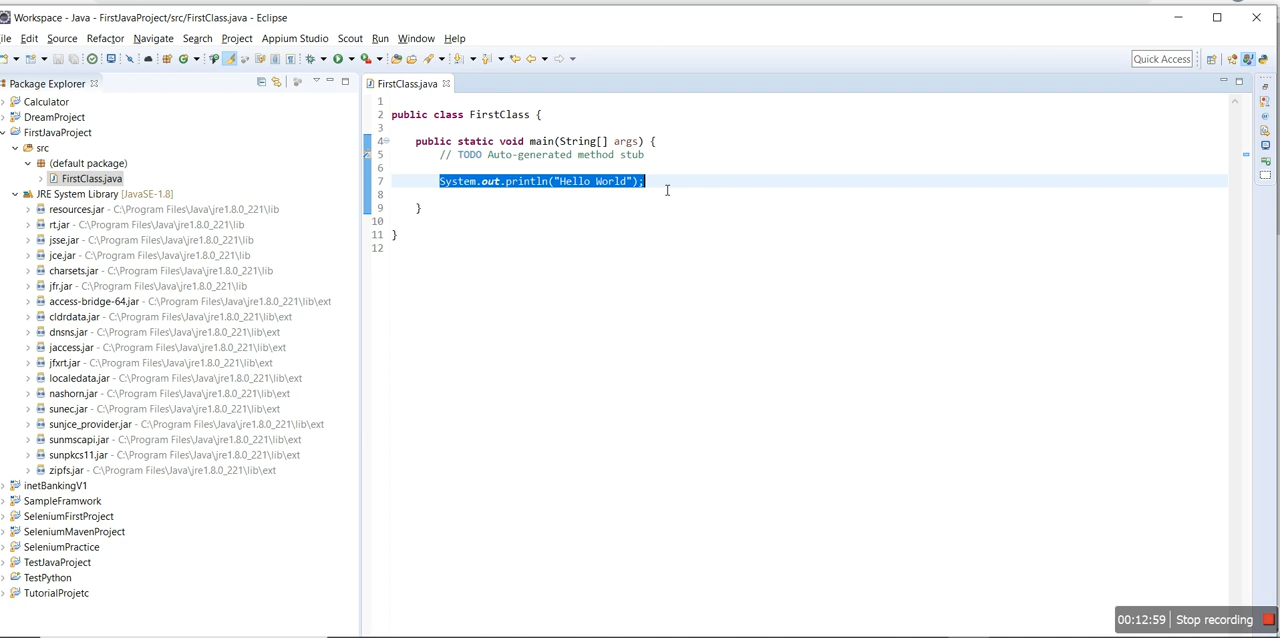 Workspace - Java - FirstJavaProject/src/FirstClass.java - Eclipse
ile Edit Source Refactor Navigate Search Project Appium Studio Scout Run Window Help
Quick Access
Package Explorer
Calculator
DreamProject
FirstJavaProject
src
(default package)
FirstClass.java
JRE System Library [JavaSE-1.8]
resources.jar - C:\Program Files\Java\jre1.8.0_221\lib
rt.jar - C:\Program Files\Java\jre1.8.0_221\lib
jsse.jar - C:\Program Files\Java\jre1.8.0_221\lib
jce.jar - C:\Program Files\Java\jre1.8.0_221\lib
charsets.jar - C:\Program Files\Java\jre1.8.0_221\lib
jfr.jar - C:\Program Files\Java\jre1.8.0_221\lib
access-bridge-64.jar - C:\Program Files\Java\jre1.8.0_221\lib\ext
cldrdata.jar - C:\Program Files\Java\jre1.8.0_221\lib\ext
dnsns.jar - C:\Program Files\Java\jre1.8.0_221\lib\ext
jaccess.jar - C:\Program Files\Java\jre1.8.0_221\lib\ext
jfxrt.jar - C:\Program Files\Java\jre1.8.0_221\lib\ext
localedata.jar - C:\Program Files\Java\jre1.8.0_221\lib\ext
nashorn.jar - C:\Program Files\Java\jre1.8.0_221\lib\ext
sunec.jar - C:\Program Files\Java\jre1.8.0_221\lib\ext
sunjce_provider.jar - C:\Program Files\Java\jre1.8.0_221\lib\ext
sunmscapi.jar - C:\Program Files\Java\jre1.8.0_221\lib\ext
sunpkcs11.jar - C:\Program Files\Java\jre1.8.0_221\lib\ext
zipfs.jar - C:\Program Files\Java\jre1.8.0_221\lib\ext
inetBankingV1
SampleFramwork
SeleniumFirstProject
SeleniumMavenProject
SeleniumPractice
TestJavaProject
TestPython
TutorialProjetc
FirstClass.java
1
2 public class FirstClass {
3
4 public static void main(String[] args) {
5 // TODO Auto-generated method stub
6
7 System.out.println("Hello World");
8
9 }
10
11 }
12
00:12:59 Stop recording